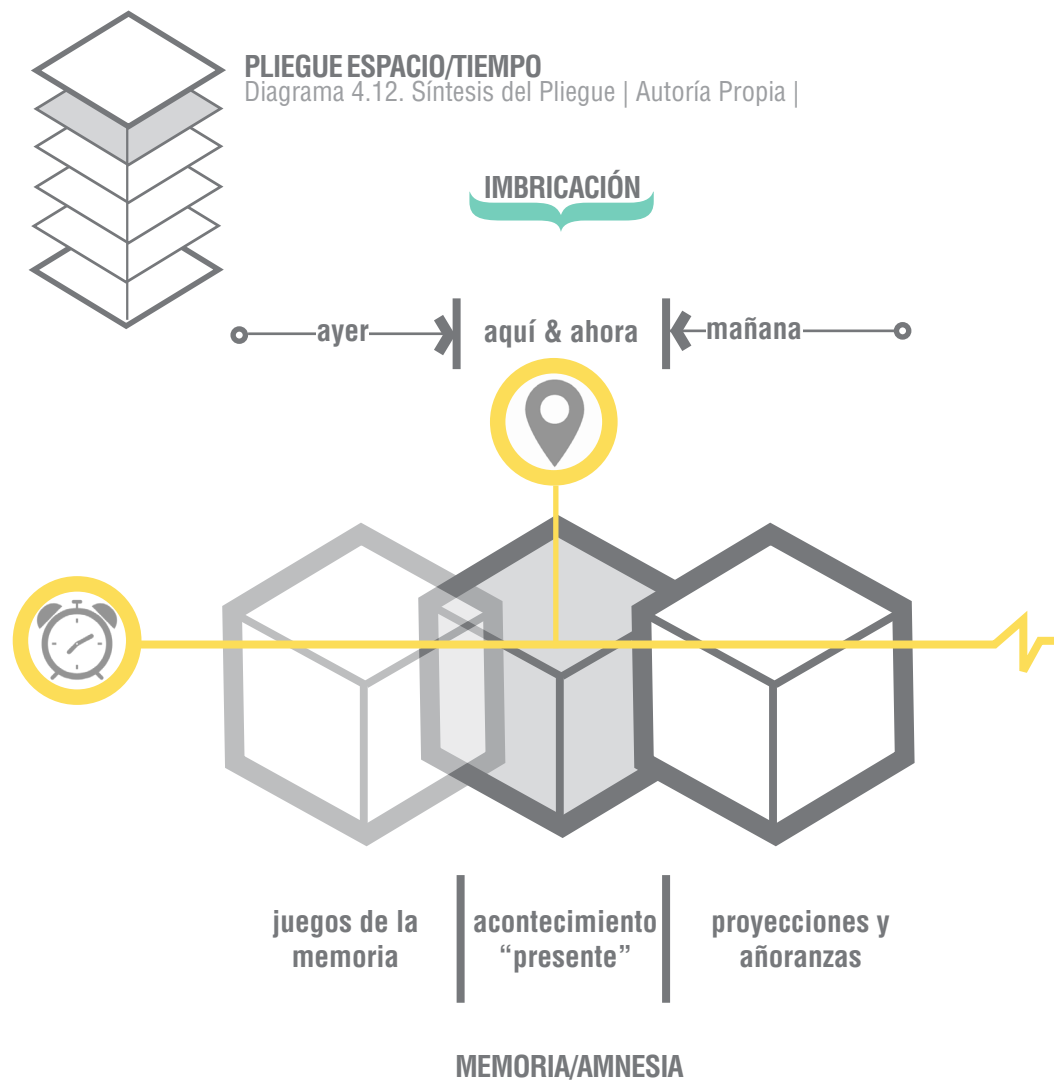 PLIEGUE ESPACIO/TIEMPO
Diagrama 4.12. Síntesis del Pliegue | Autoría Propia |
IMBRICACIÓN
ayer
aquí & ahora
mañana
juegos de la
memoria
acontecimiento
“presente”
proyecciones y
añoranzas
MEMORIA/AMNESIA